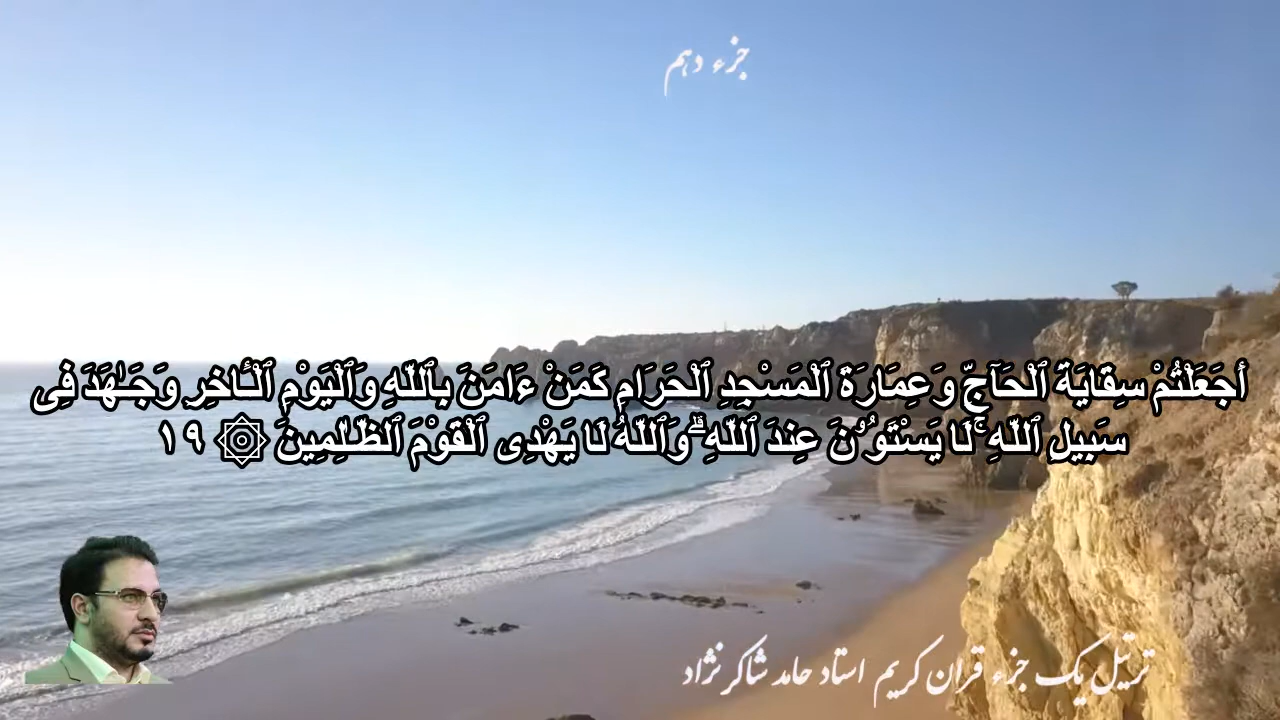 جزء دهم
أَجَعَلْتُمْ سِقَايَةَ ٱلْحَآجِّ وَعِمَارَةَ ٱلْمَسْجِدِ ٱلْحَرَامِ كَمَنْ ءَامَنَ بِٱللَّهِ وَٱلْيَوْمِ ٱلْـَٔاخِرِ وَجَـٰهَدَ فِى
سَبِيلِ ٱللَّهِ ۚ لَا يَسْتَوُۥنَ عِندَ ٱللَّهِ ۗ وَٱللَّهُ لَا يَهْدِى ٱلْقَوْمَ ٱلظَّـٰلِمِينَ ۞ ١٩
ترتیل یک جزء قران کریم استاد حامد شاکرنژاد